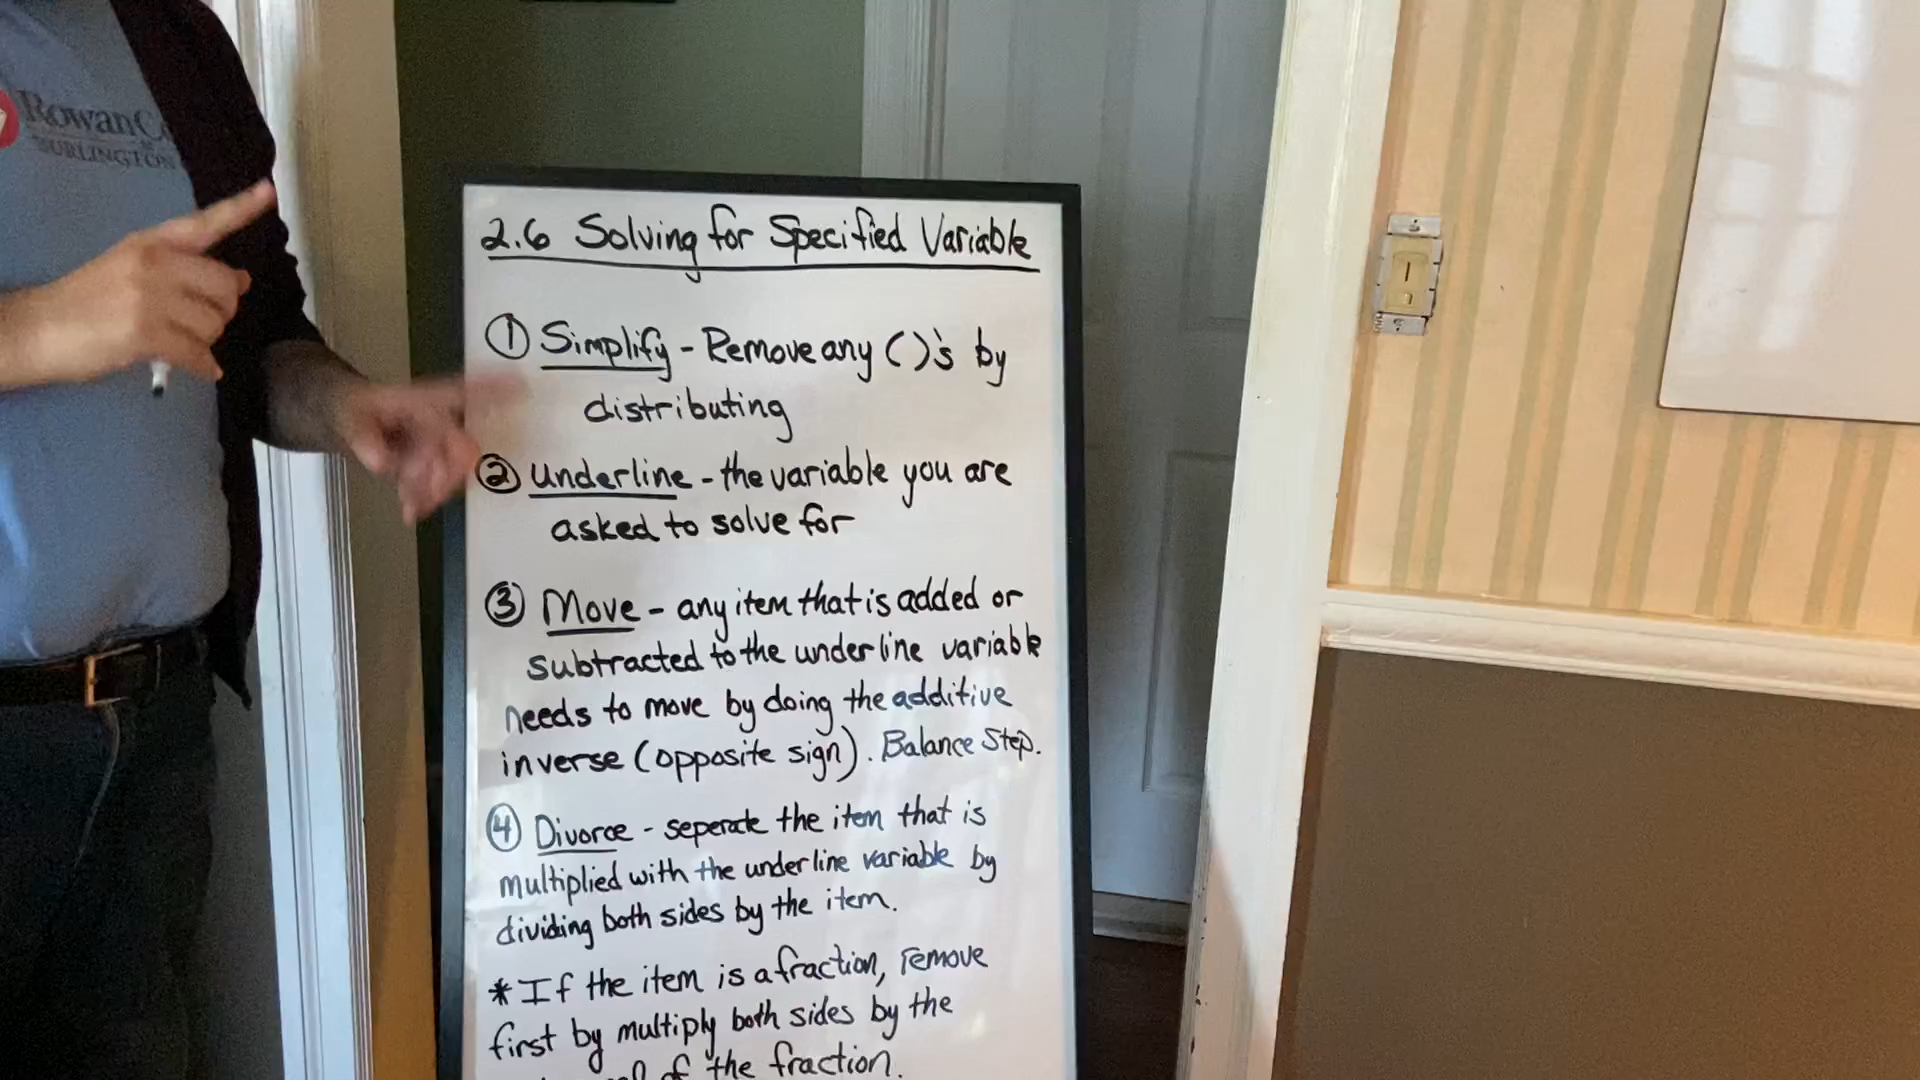 RowanC
BURLINGTON
2.6 Solving for Specified Variable
① Simplify - Remove any ( )'s by
distributing
② underline - the variable you are
asked to solve for
③ Move - any item that is added or
subtracted to the underline variable
needs to move by doing the additive
inverse (opposite sign). Balance Step.
④ Divorce - seperate the item that is
multiplied with the underline variable by
dividing both sides by the item.
* If the item is a fraction, remove
first by multiply both sides by the
of the fraction.